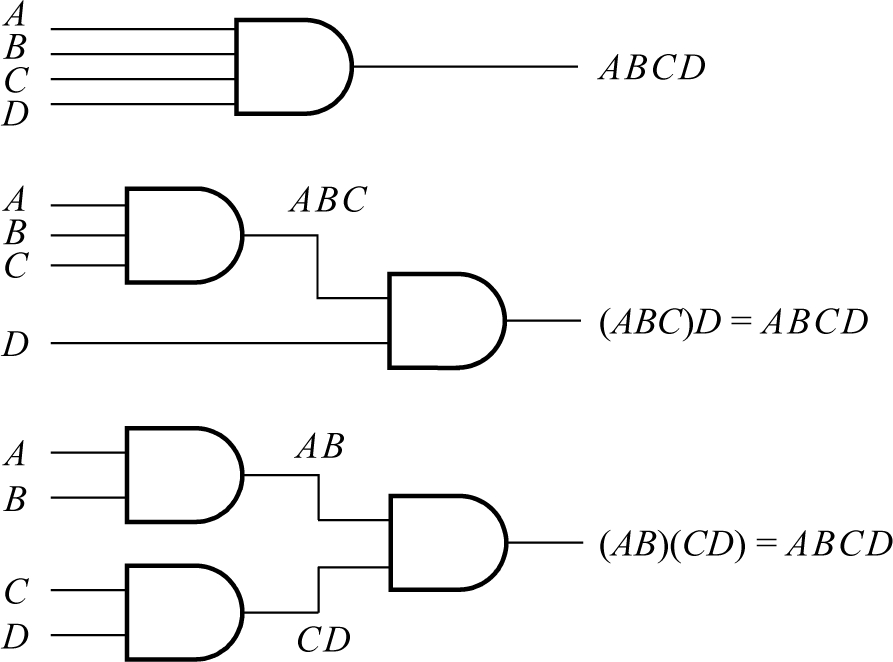 A
B
C
D
ABCD
A
B
C
ABC
D
(ABC)D = ABCD
A
B
AB
C
D
CD
(AB)(CD) = ABCD